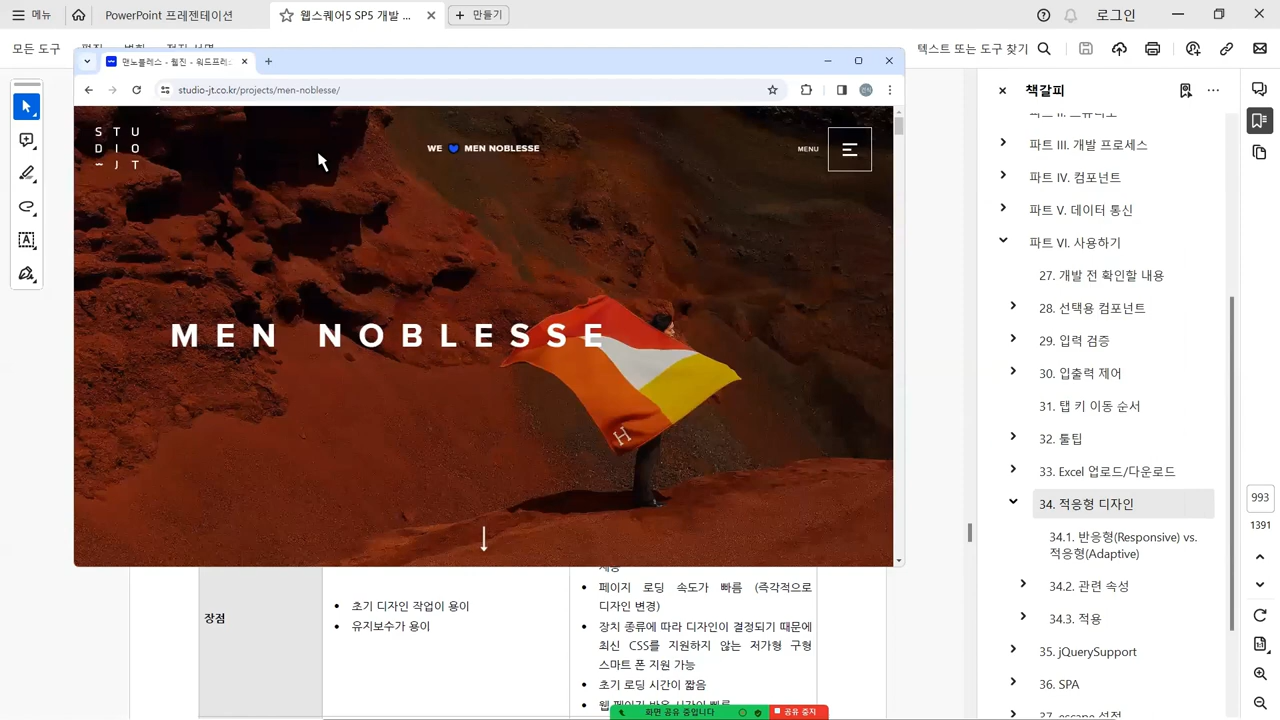 메뉴
PowerPoint 프레젠테이션
웹스퀘어5 SP5 개발 ...
만들기
로그인
모든 도구
텍스트 또는 도구 찾기
맨노블레스 - 월진 - 워드프레
studio-jt.co.kr/projects/men-noblesse/
STU
DIO
JT
WE MEN NOBLESSE
MENU
MEN NOBLESSE
H
장점
초기 디자인 작업이 용이
유지보수가 용이
페이지 로딩 속도가 빠름 (즉각적으로
디자인 변경)
장치 종류에 따라 디자인이 결정되기 때문에
최신 CSS를 지원하지 않는 저가형 구형
스마트 폰 지원 가능
초기 로딩 시간이 짧음
화면 공유 중입니다
공유 중지
책갈피
파트 III. 개발 프로세스
파트 IV. 컴포넌트
파트 V. 데이터 통신
파트 VI. 사용하기
27. 개발 전 확인할 내용
28. 선택용 컴포넌트
29. 입력 검증
30. 입출력 제어
31. 탭 키 이동 순서
32. 툴팁
33. Excel 업로드/다운로드
34. 적응형 디자인
34.1. 반응형(Responsive) vs.
적응형(Adaptive)
34.2. 관련 속성
34.3. 적용
35. jQuerySupport
36. SPA
993
1391